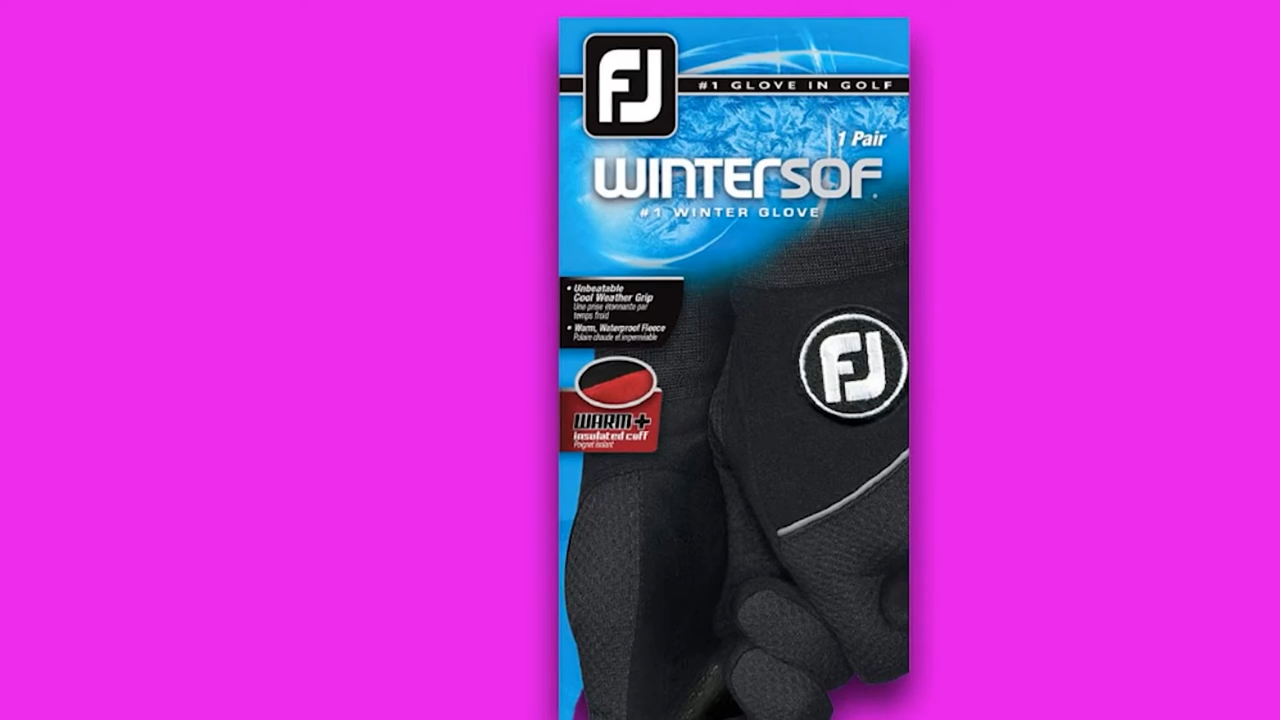 FJ
#1 GLOVE IN GOLF
1 Pair
WINTERSOF
#1 WINTER GLOVE
• Unbeatable
Cool Weather Grip
Une prise étonnante par
temps froid
• Warm, Waterproof Fleece
Polaire chaude et imperméable
FJ
WARM+
insulated cuff
Poignet isolant